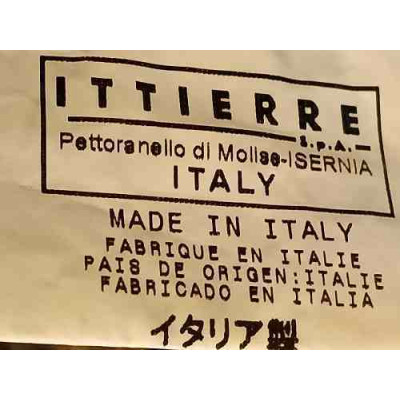 ITTIERRE
S.p.A.
Pettoranello di Molise-ISERNIA
ITALY
MADE IN ITALY
FABRIQUE EN ITALIE
PAIS DE ORIGEN:ITALIE
FABRICADO EN ITALIA
イタリア製